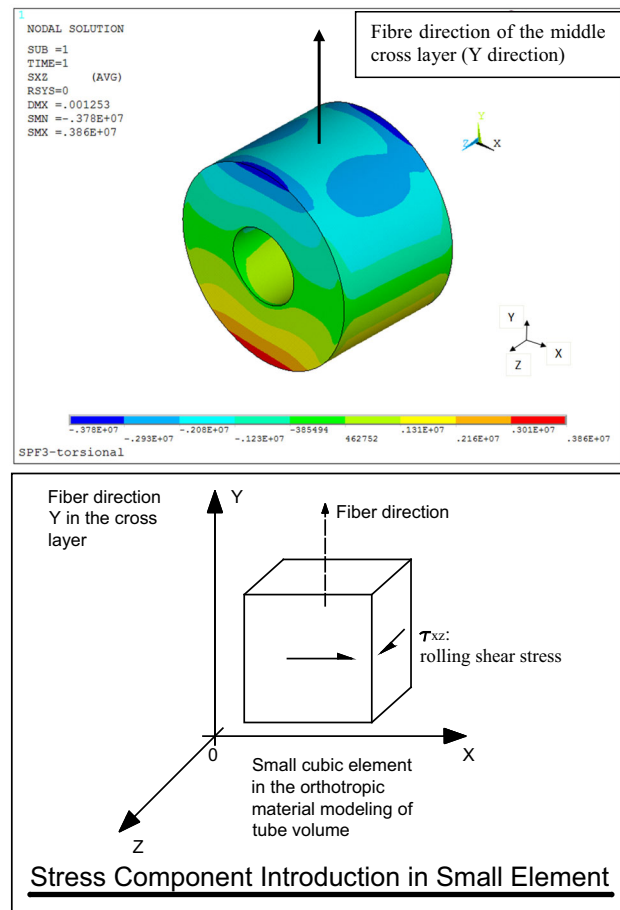 1
NODAL SOLUTION
SUB =1
TIME=1
SXZ (AVG)
RSYS=0
DMX =.001253
SMN =-.378E+07
SMX =.386E+07
Fibre direction of the middle
cross layer (Y direction)
Y
Z X
Y
Z X
-.378E+07 -.208E+07 -385494 .131E+07 .301E+07
-.293E+07 -.123E+07 462752 .216E+07 .386E+07
SPF3-torsional
Fiber direction
Y in the cross
layer
Y
Fiber direction
τxz:
rolling shear stress
0
X
Small cubic element
in the orthotropic
material modeling of
tube volume
Z
Stress Component Introduction in Small Element